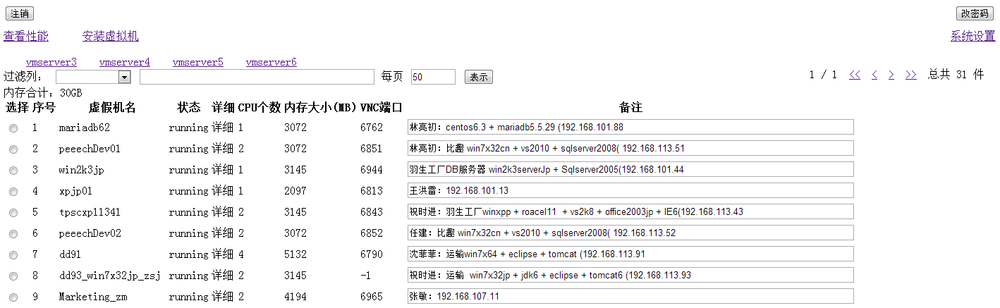 注销 改密码
查看性能 安装虚拟机 系统设置
vmserver3 vmserver4 vmserver5 vmserver6
过滤列： 每页 50 表示 1 / 1 << < > >> 总共 31 件
内存合计：30GB
选择 序号 虚假机名 状态 详细 CPU个数 内存大小(MB) VNC端口 备注
1 mariadb62 running 详细 1 3072 6762 林亮初：centos6.3 + mariadb5.5.29 (192.168.101.88
2 peeechDev01 running 详细 2 3072 6851 林亮初：比趣 win7x32cn + vs2010 + sqlserver2008( 192.168.113.51
3 win2k3jp running 详细 1 3145 6944 羽生工厂DB服务器 win2k3serverJp + Sqlserver2005(192.168.101.44
4 xpjp01 running 详细 1 2097 6813 王洪雷：192.168.101.13
5 tpscxp11341 running 详细 2 3145 6843 祝时进：羽生工厂winxpp + roacel11 + vs2k8 + office2003jp + IE6(192.168.113.43
6 peeechDev02 running 详细 2 3072 6852 任建：比趣 win7x32cn + vs2010 + sqlserver2008( 192.168.113.52
7 dd91 running 详细 4 5132 6790 沈菲菲：运输win7x64 + eclipse + tomcat (192.168.113.91
8 dd93_win7x32jp_zsj running 详细 2 3145 -1 祝时进：运输 win7x32jp + jdk6 + eclipse + tomcat6 (192.168.113.93
9 Marketing_zm running 详细 2 4194 6965 张敏：192.168.107.11